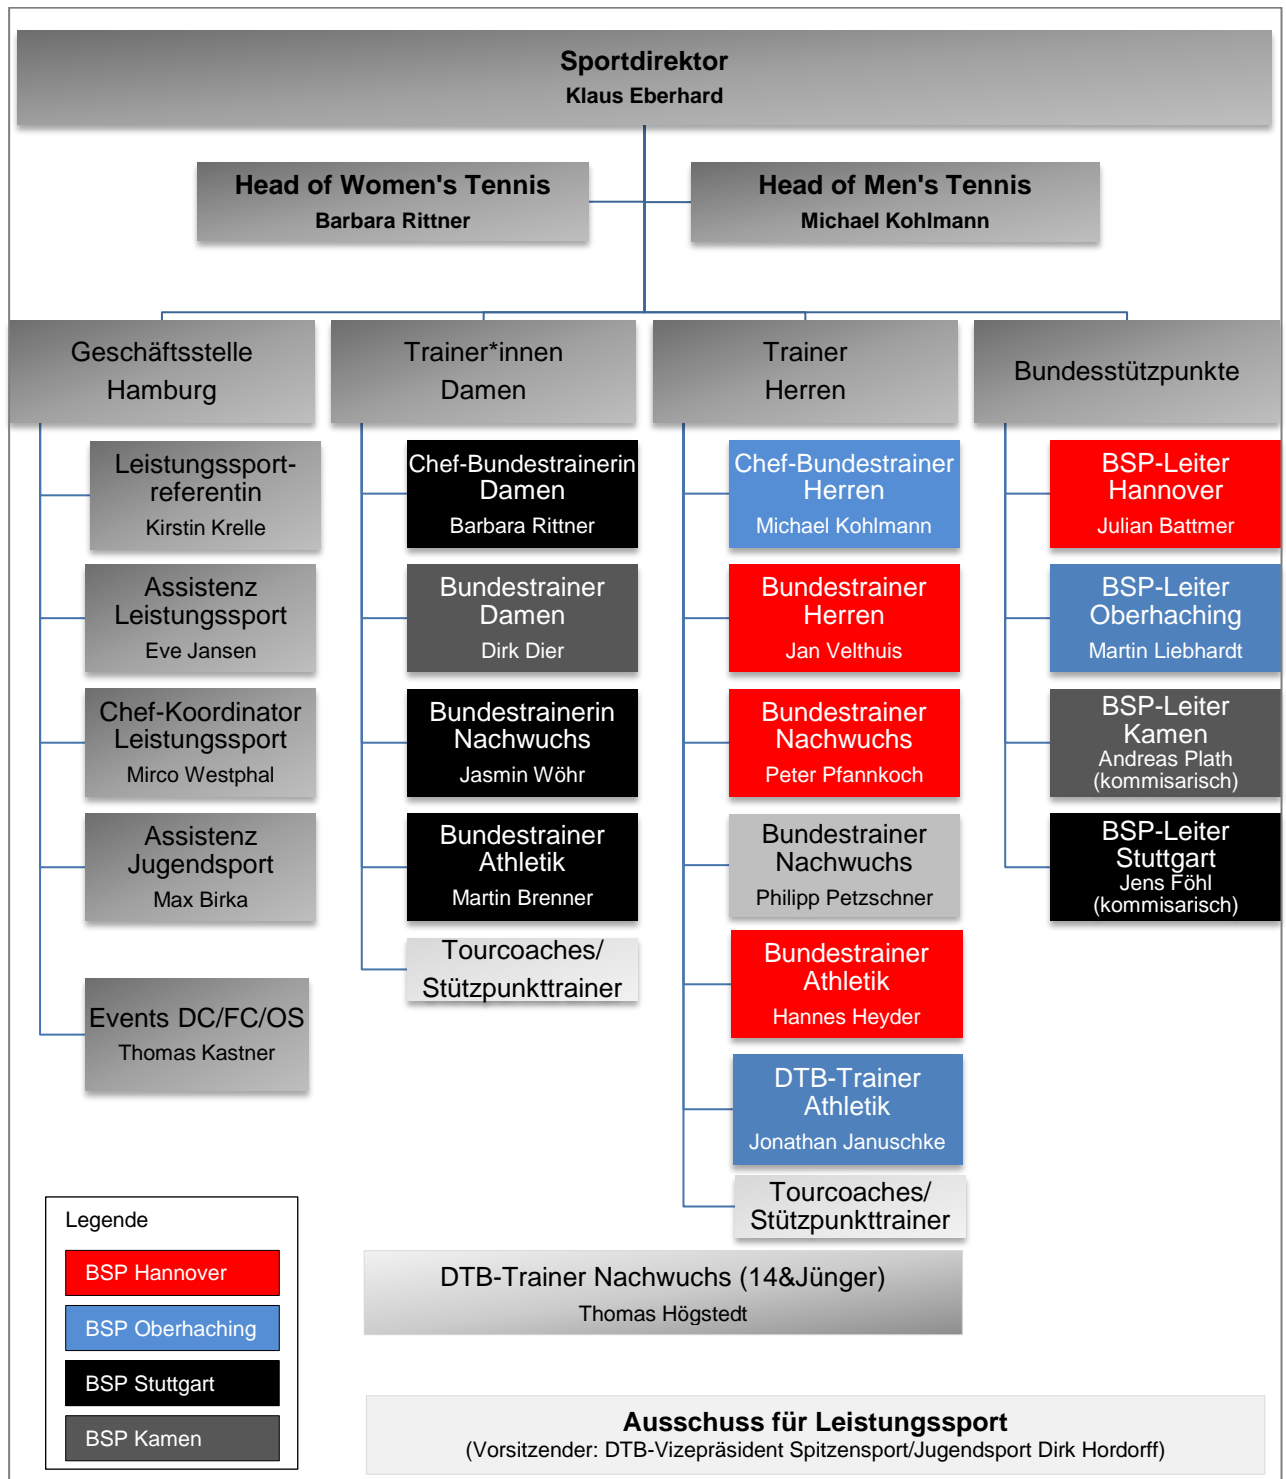 Sportdirektor
Klaus Eberhard
Head of Women's Tennis
Barbara Rittner
Head of Men's Tennis
Michael Kohlmann
Geschäftsstelle
Hamburg
Leistungssport-
referentin
Kirstin Krelle
Assistenz
Leistungssport
Eve Jansen
Chef-Koordinator
Leistungssport
Mirco Westphal
Assistenz
Jugendsport
Max Birka
Events DC/FC/OS
Thomas Kastner
Trainer*innen
Damen
Chef-Bundestrainerin
Damen
Barbara Rittner
Bundestrainer
Damen
Dirk Dier
Bundestrainerin
Nachwuchs
Jasmin Wöhr
Bundestrainer
Athletik
Martin Brenner
Tourcoaches/
Stützpunkttrainer
Trainer
Herren
Chef-Bundestrainer
Herren
Michael Kohlmann
Bundestrainer
Herren
Jan Velthuis
Bundestrainer
Nachwuchs
Peter Pfannkoch
Bundestrainer
Nachwuchs
Philipp Petzschner
Bundestrainer
Athletik
Hannes Heyder
DTB-Trainer
Athletik
Jonathan Januschke
Tourcoaches/
Stützpunkttrainer
Bundesstützpunkte
BSP-Leiter
Hannover
Julian Battmer
BSP-Leiter
Oberhaching
Martin Liebhardt
BSP-Leiter
Kamen
Andreas Plath
(kommisarisch)
BSP-Leiter
Stuttgart
Jens Föhl
(kommisarisch)
Legende
BSP Hannover
BSP Oberhaching
BSP Stuttgart
BSP Kamen
DTB-Trainer Nachwuchs (14&Jünger)
Thomas Högstedt
Ausschuss für Leistungssport
(Vorsitzender: DTB-Vizepräsident Spitzensport/Jugendsport Dirk Hordorff)